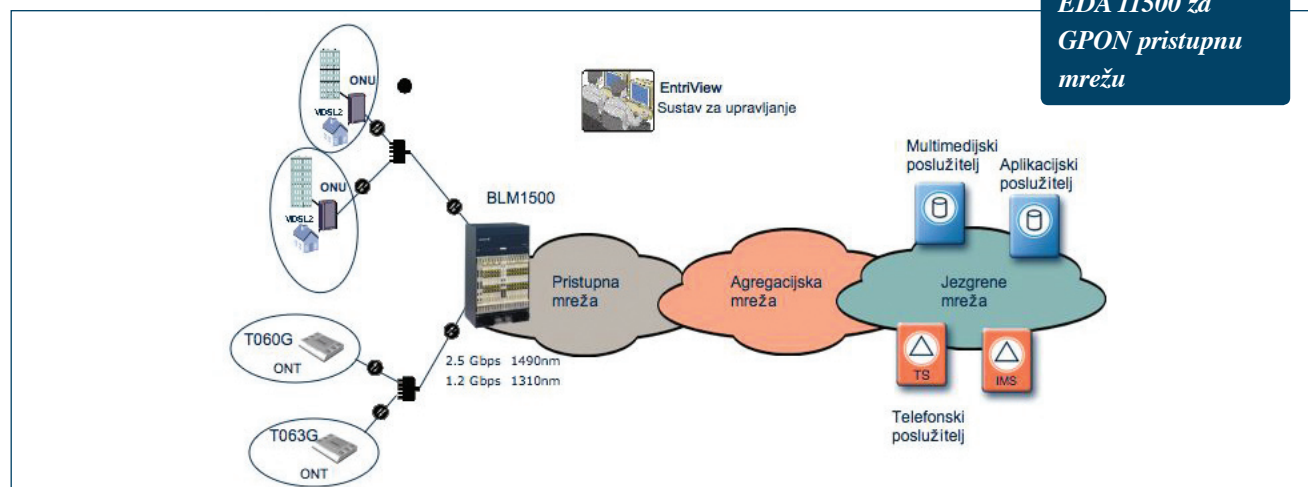 EDA 11500 za
GPON pristupnu
mrežu
ONU
VDSL2
ONU
VDSL2
EntriView
Sustav za upravljanje
BLM1500
Multimedijski
poslužitelj
Aplikacijski
poslužitelj
Pristupna
mreža
Agregacijska
mreža
Jezgrene
mreža
T060G
ONT
2.5 Gbps 1490nm
1.2 Gbps 1310nm
T063G
ONT
TS
IMS
Telefonski
poslužitelj